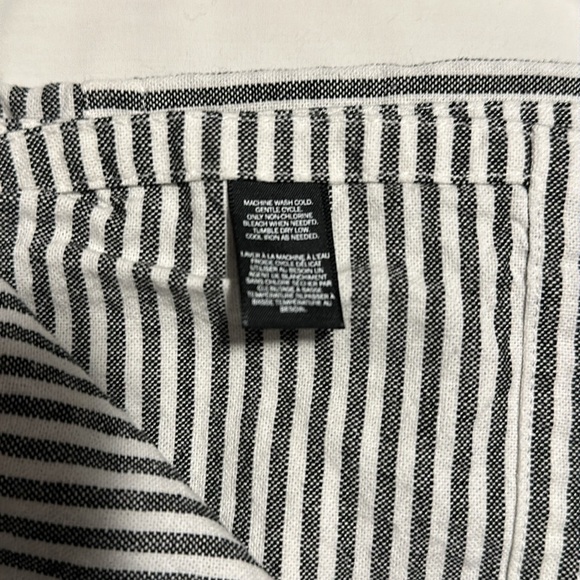 MACHINE WASH COLD.
GENTLE CYCLE.
ONLY NON-CHLORINE
BLEACH WHEN NEEDED.
TUMBLE DRY LOW.
COOL IRON AS NEEDED.
LAVER À LA MACHINE À L'EAU
FROIDE CYCLE DÉLICAT
UTILISER AU BESOIN UN
AGENT DE BLANCHIMENT
SANS CHLORE SÉCHER PAR
CULBUTAGE À BASSE
TEMPÉRATURE REPASSER À
BASSE TEMPÉRATURE AU
BESOIN.